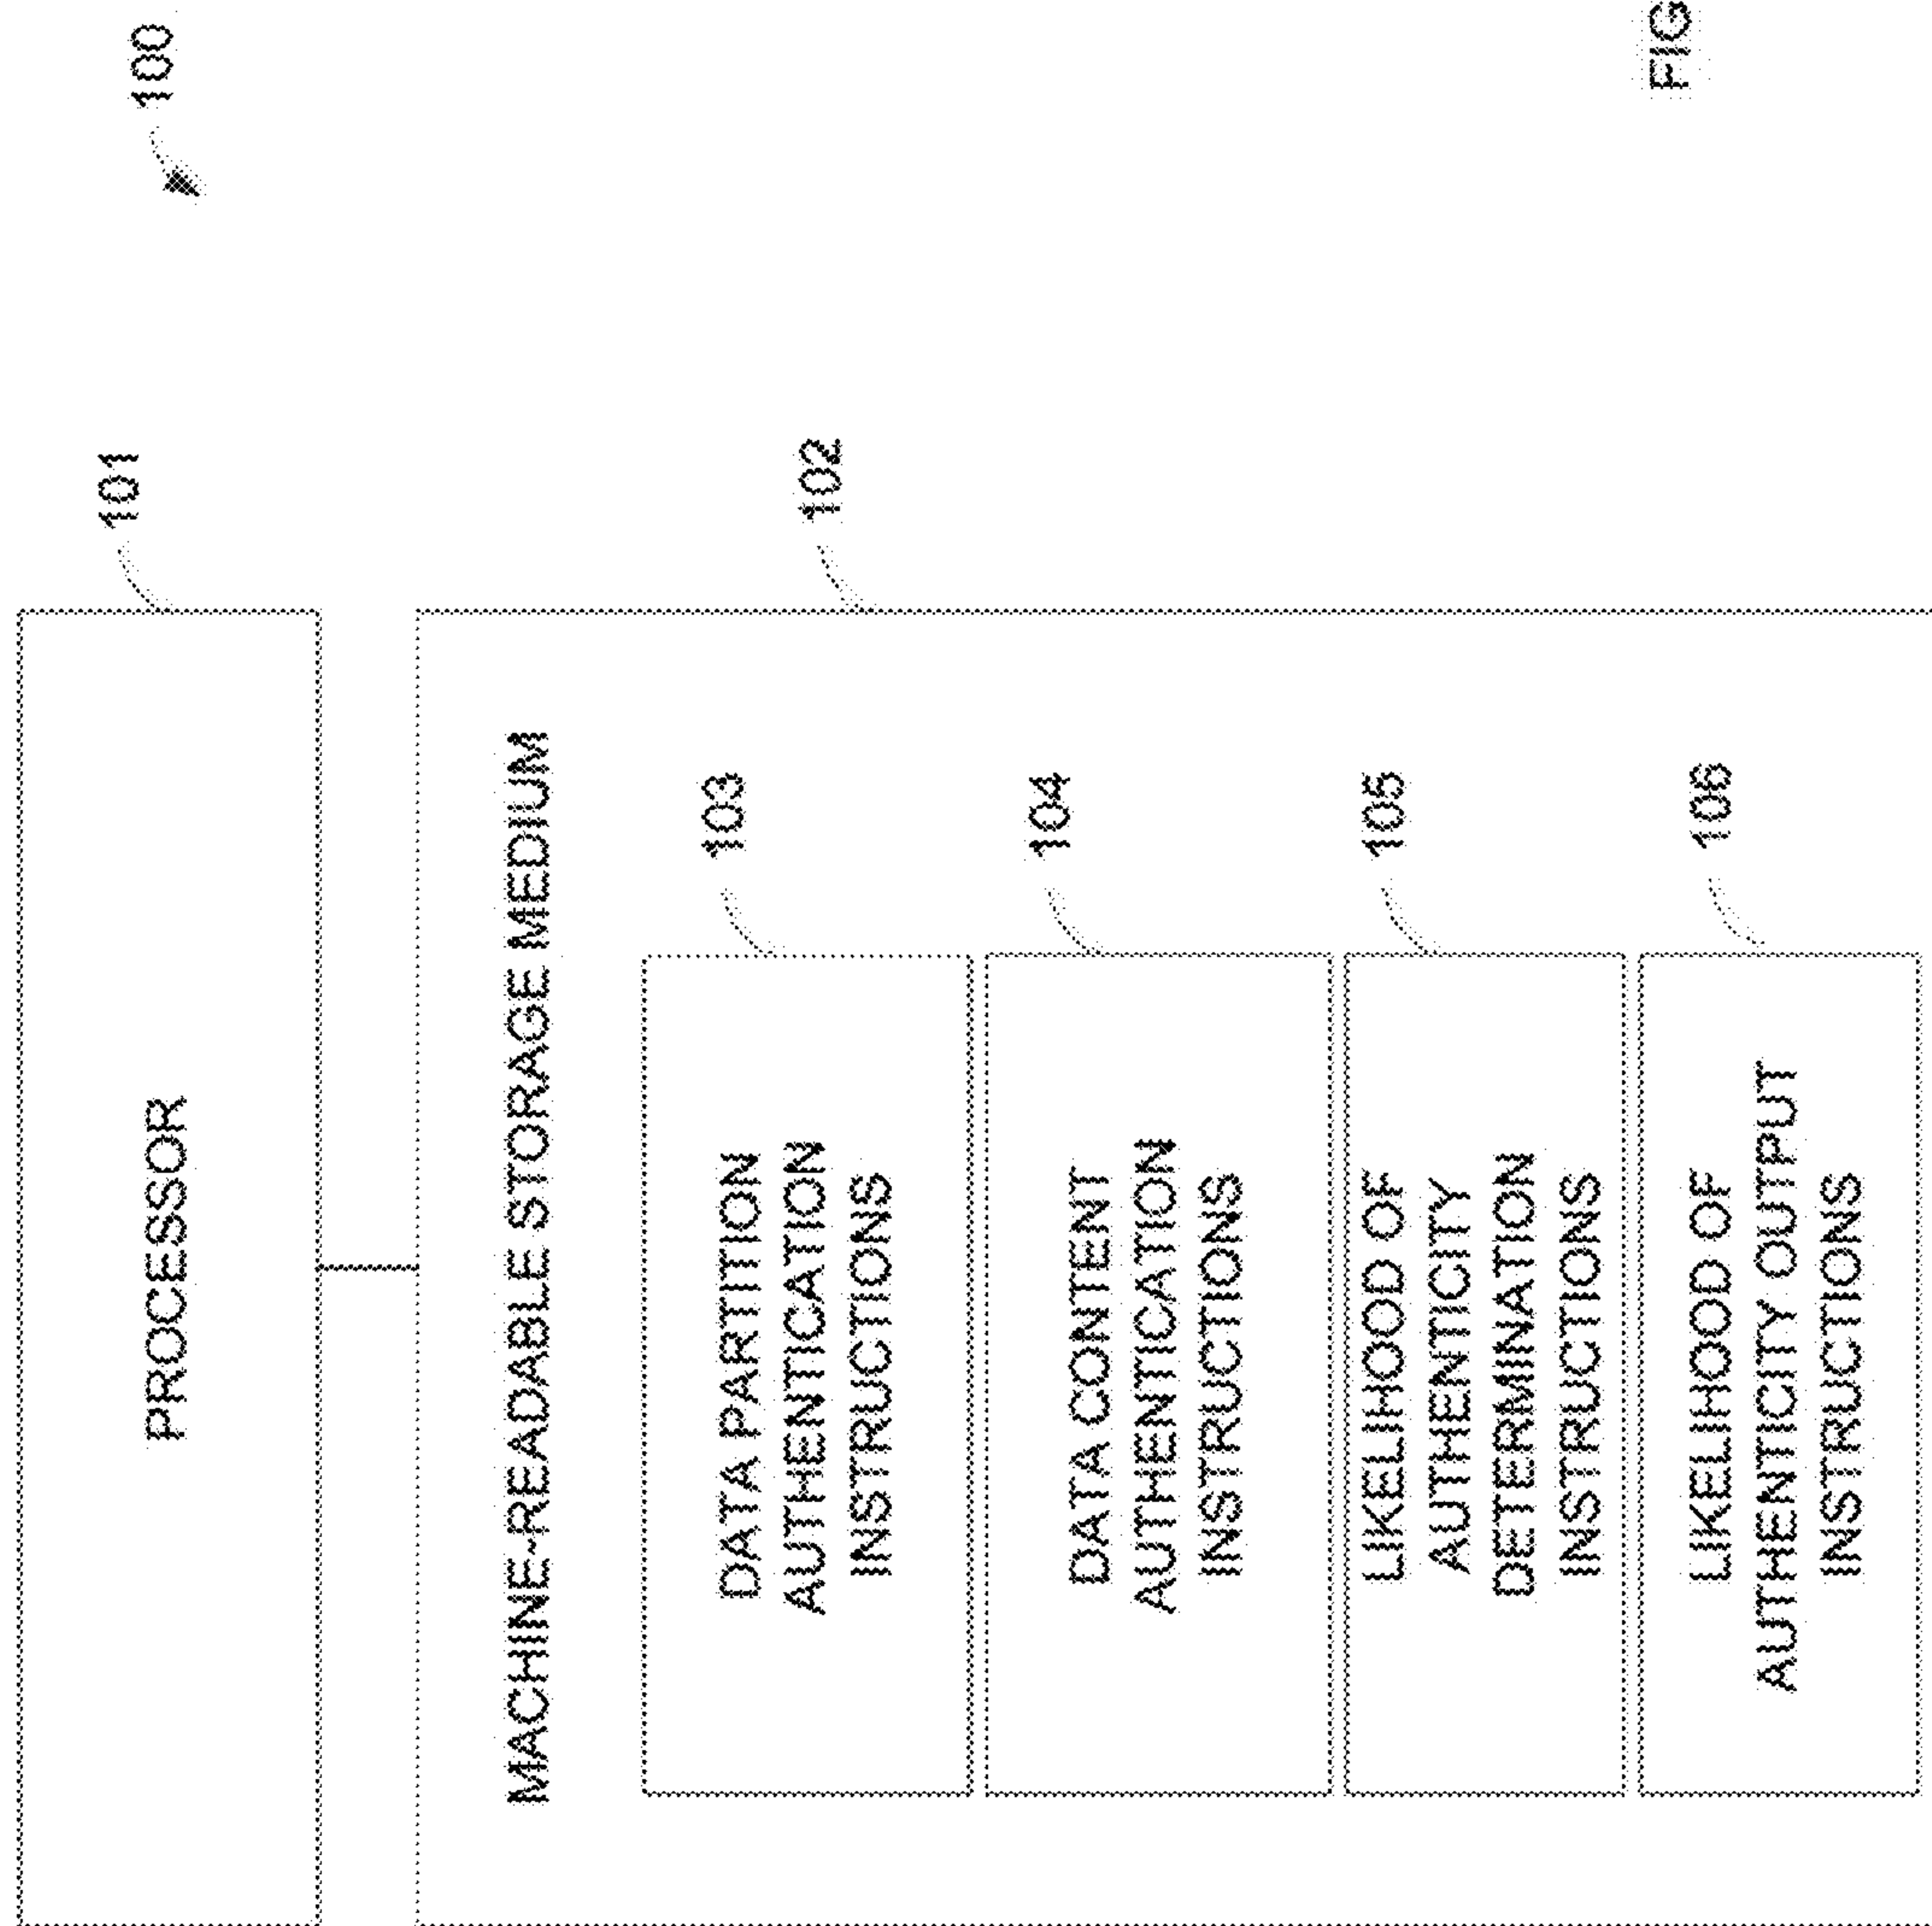 100
101
PROCESSOR
102
MACHINE-READABLE STORAGE MEDIUM
103
DATA PARTITION
AUTHENTICATION
INSTRUCTIONS
104
DATA CONTENT
AUTHENTICATION
INSTRUCTIONS
105
LIKELIHOOD OF
AUTHENTICITY
DETERMINATION
INSTRUCTIONS
106
LIKELIHOOD OF
AUTHENTICITY OUTPUT
INSTRUCTIONS
FIG